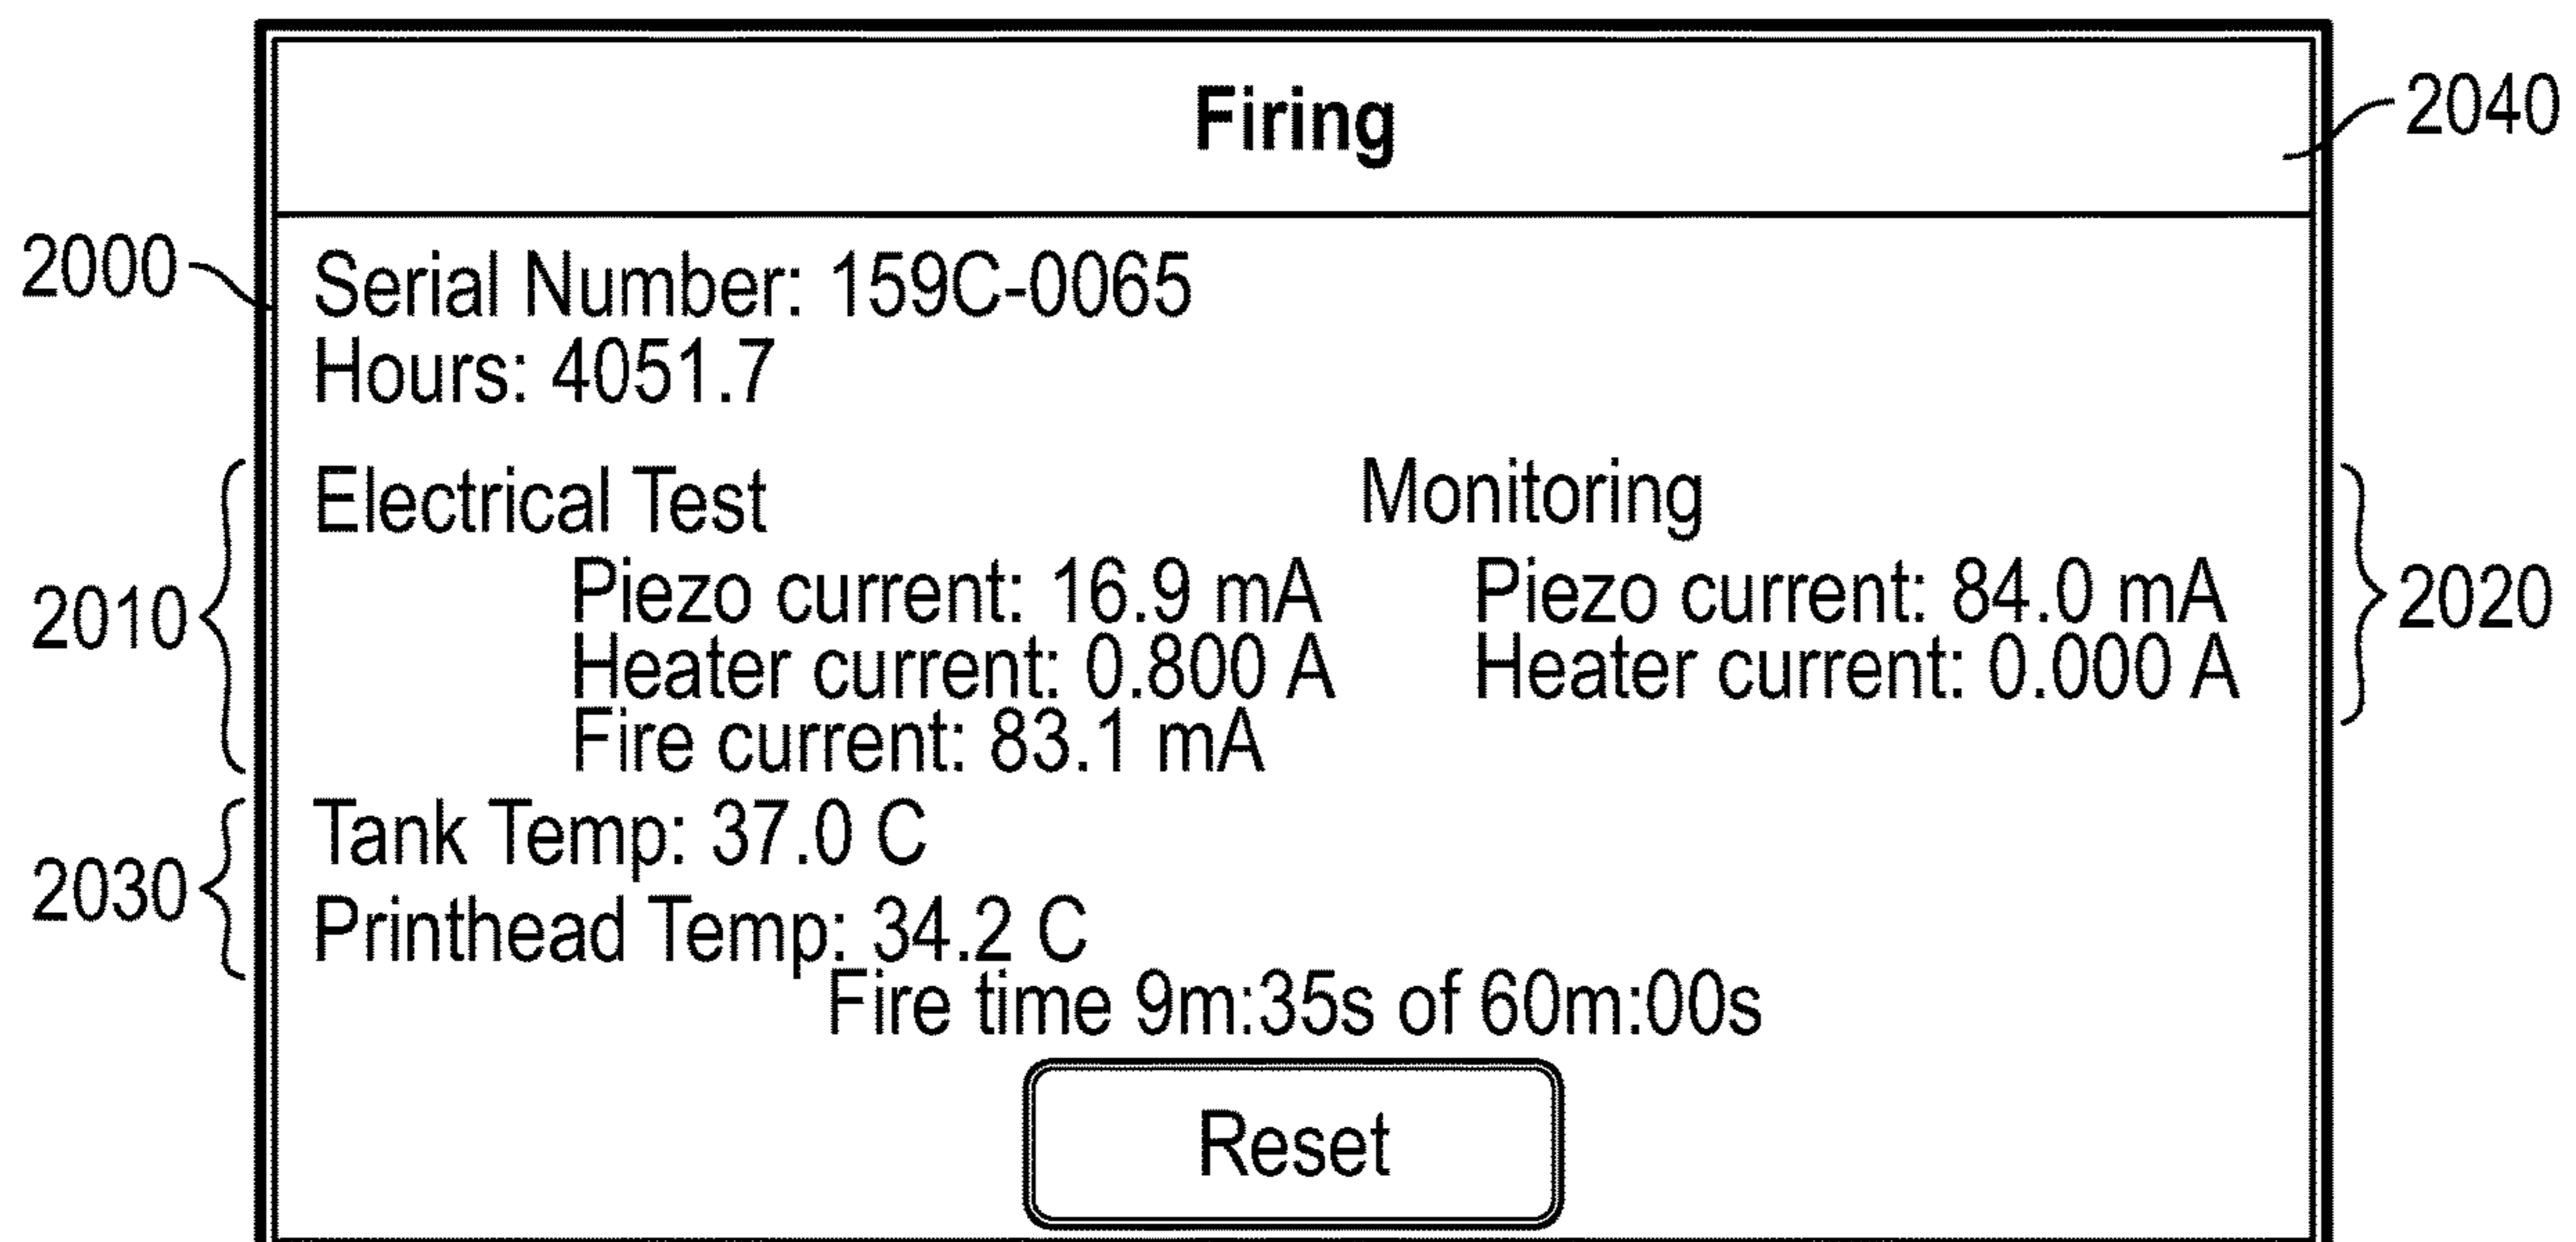 Firing
2040
2000
Serial Number: 159C-0065
Hours: 4051.7
2010
Electrical Test
Piezo current: 16.9 mA
Heater current: 0.800 A
Fire current: 83.1 mA
Monitoring
Piezo current: 84.0 mA
Heater current: 0.000 A
2020
2030
Tank Temp: 37.0 C
Printhead Temp: 34.2 C
Fire time 9m:35s of 60m:00s
Reset